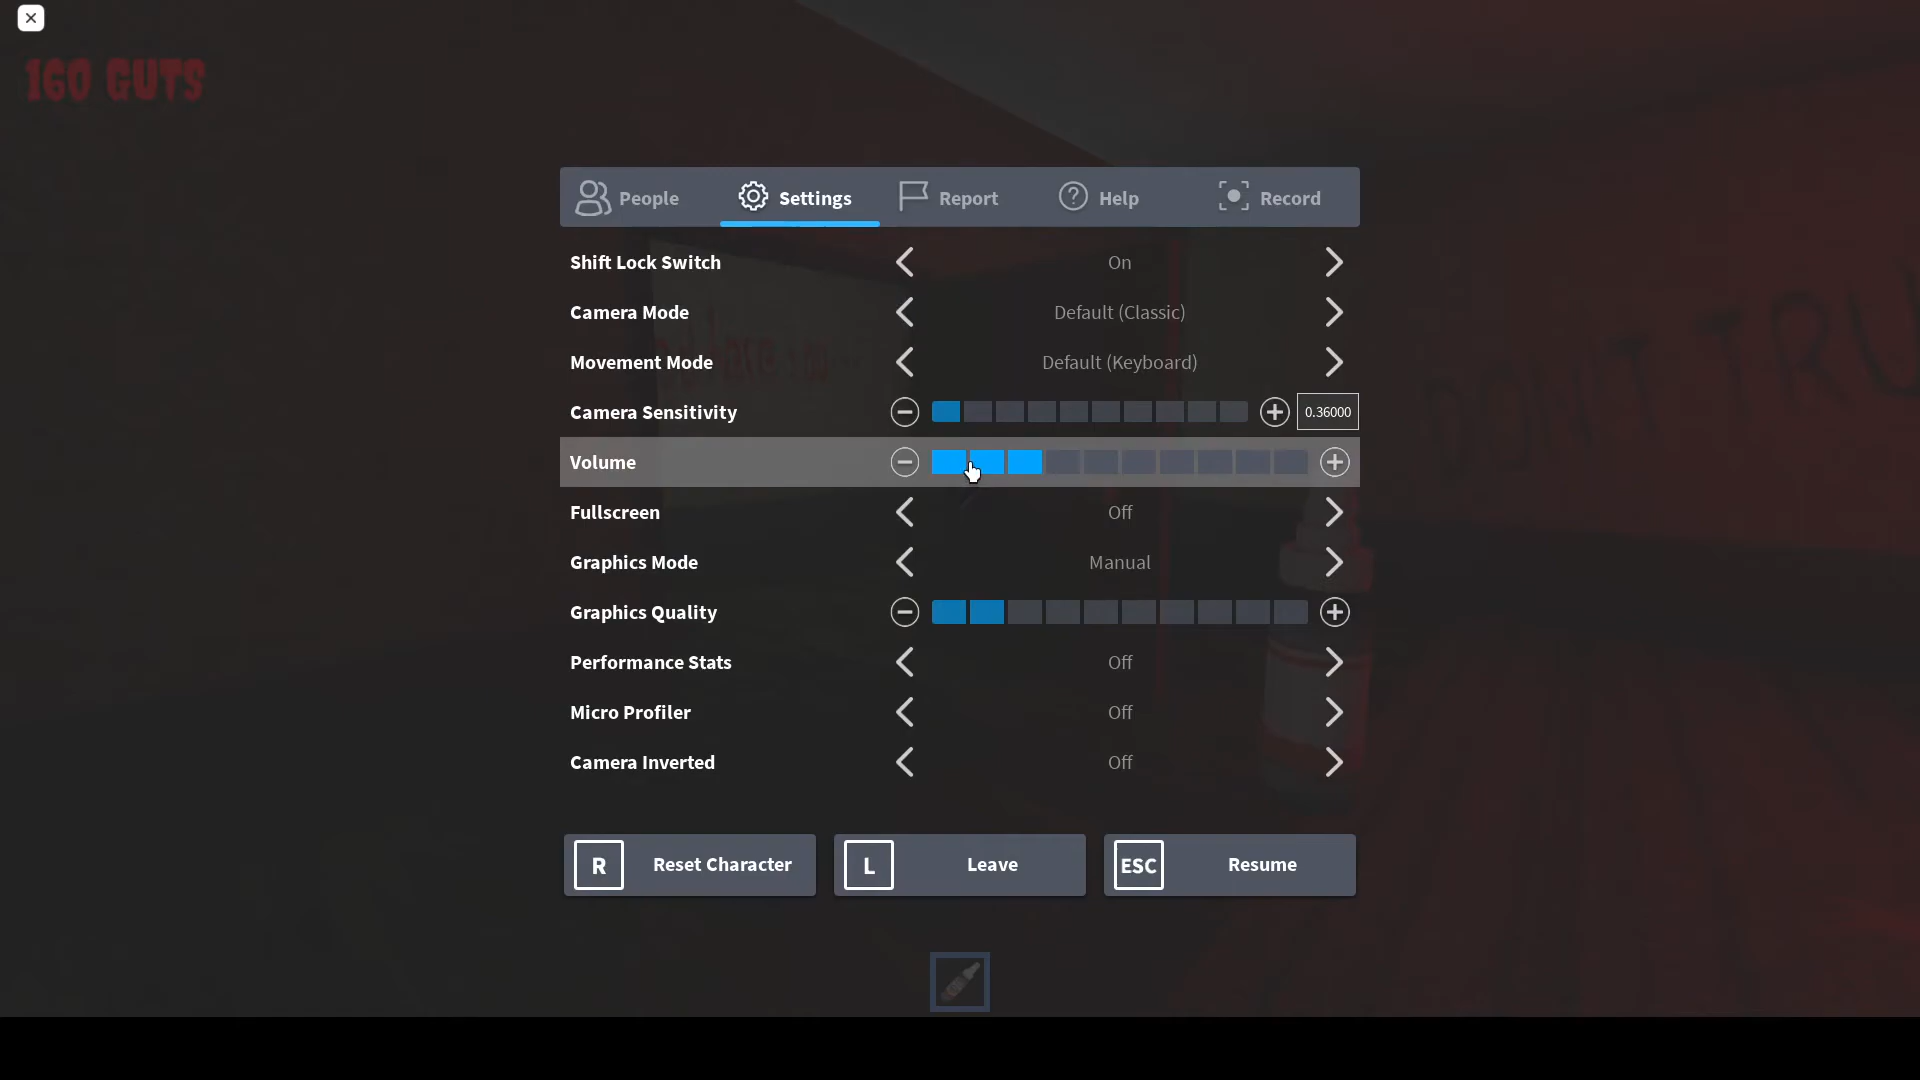 160 GUTS
People Settings Report Help Record
Shift Lock Switch On
Camera Mode Default (Classic)
Movement Mode Default (Keyboard)
Camera Sensitivity 0.36000
Volume
Fullscreen Off
Graphics Mode Manual
Graphics Quality
Performance Stats Off
Micro Profiler Off
Camera Inverted Off
R Reset Character L Leave ESC Resume
DON'T TRU